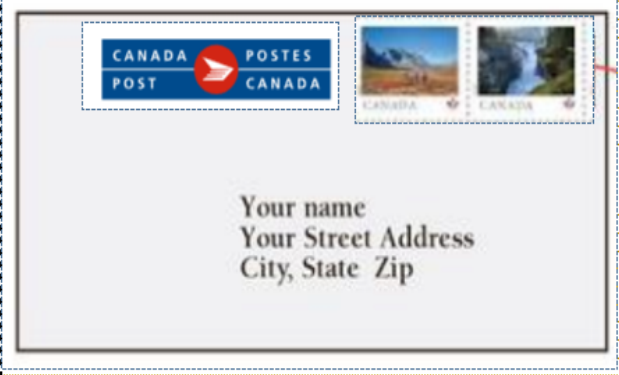 CANADA POSTES
POST CANADA
CANADA CANADA
Your name
Your Street Address
City, State Zip